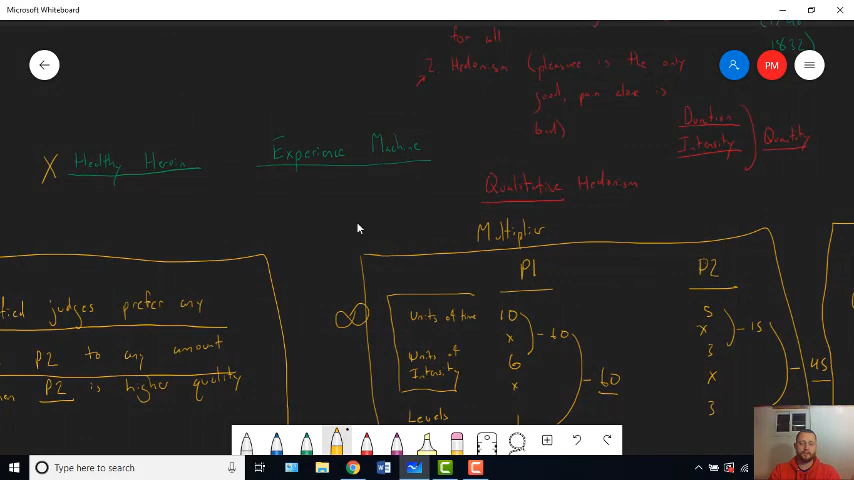 Microsoft Whiteboard
for all
1832)
2. Hedonism (pleasure is the only
good, pain alone is
bad)
Duration
Intensity
Quantity
PM
X Healthy Heroin
Experience Machine
Qualitative Hedonism
Multiplier
judges prefer any
P2 to any amount
P2 is higher quality
∞
P1
P2
Units of time
10
5
x
60
x
15
Units of
Intensity
6
3
x
60
x
45
Levels
1
3
Type here to search